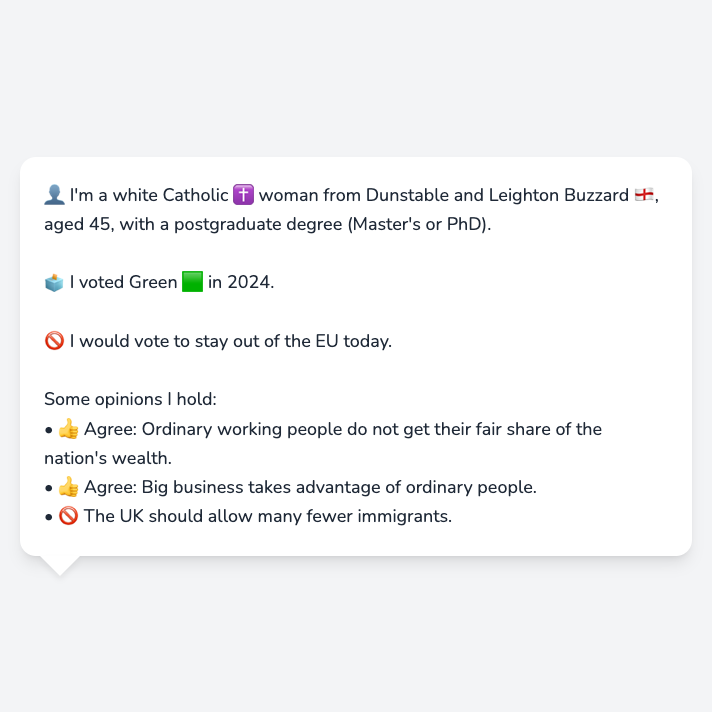 👤 I'm a white Catholic ✝️ woman from Dunstable and Leighton Buzzard 🏴󠁧󠁢󠁥󠁮󠁧󠁿,
aged 45, with a postgraduate degree (Master's or PhD).
🗳️ I voted Green 🟩 in 2024.
🚫 I would vote to stay out of the EU today.
Some opinions I hold:
• 👍 Agree: Ordinary working people do not get their fair share of the
nation's wealth.
• 👍 Agree: Big business takes advantage of ordinary people.
• 🚫 The UK should allow many fewer immigrants.